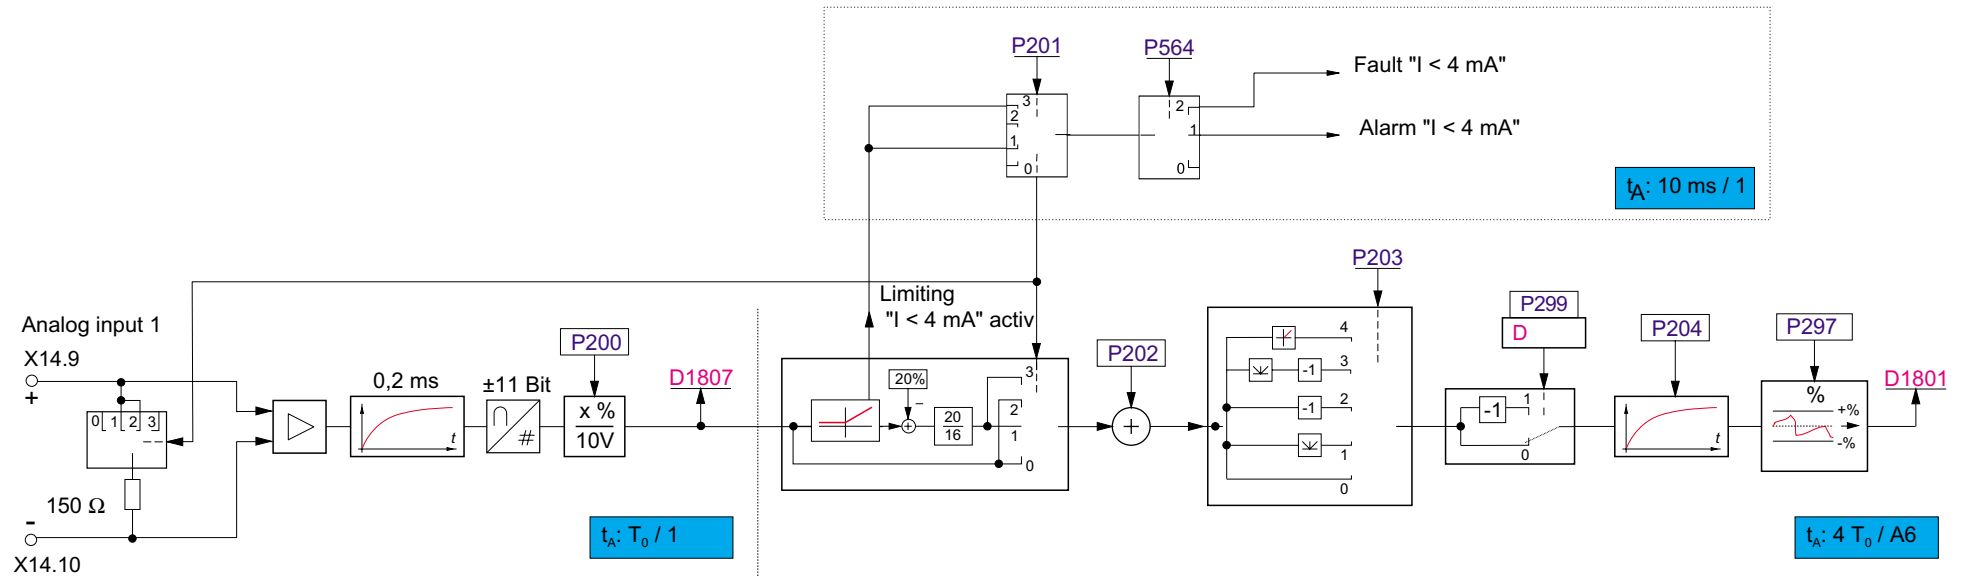 P201
P564
3
2
1
0
2
1
0
Fault "I < 4 mA"
Alarm "I < 4 mA"
tA: 10 ms / 1
Analog input 1
X14.9
+
0 1 2 3
150 Ω
-
X14.10
0,2 ms
t
±11 Bit
∩
#
P200
x %
10V
D1807
tA: T0 / 1
Limiting
"I < 4 mA" activ
20%
−
+
20
16
3
2
1
0
P202
+
P203
4
3
-1
2
-1
1
0
P299
D
-1
1
0
P204
t
P297
%
+%
-%
D1801
tA: 4 T0 / A6